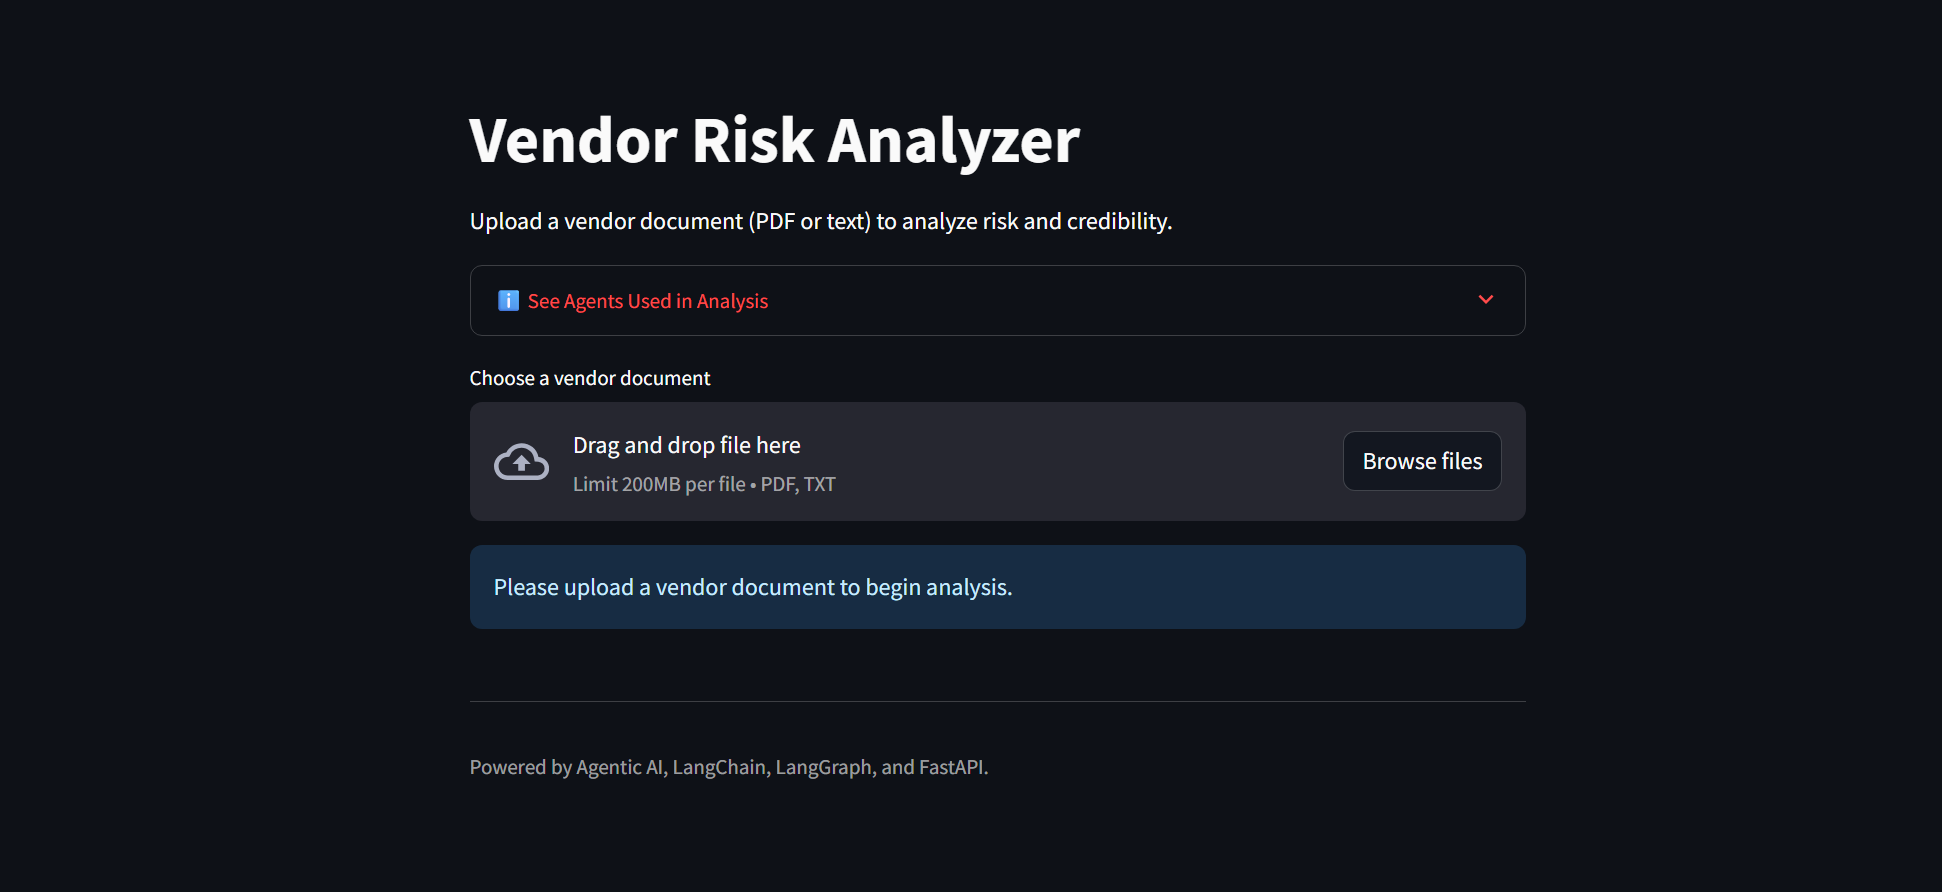 Vendor Risk Analyzer
Upload a vendor document (PDF or text) to analyze risk and credibility.
ℹ️ See Agents Used in Analysis
Choose a vendor document
Drag and drop file here
Limit 200MB per file • PDF, TXT
Browse files
Please upload a vendor document to begin analysis.
Powered by Agentic AI, LangChain, LangGraph, and FastAPI.